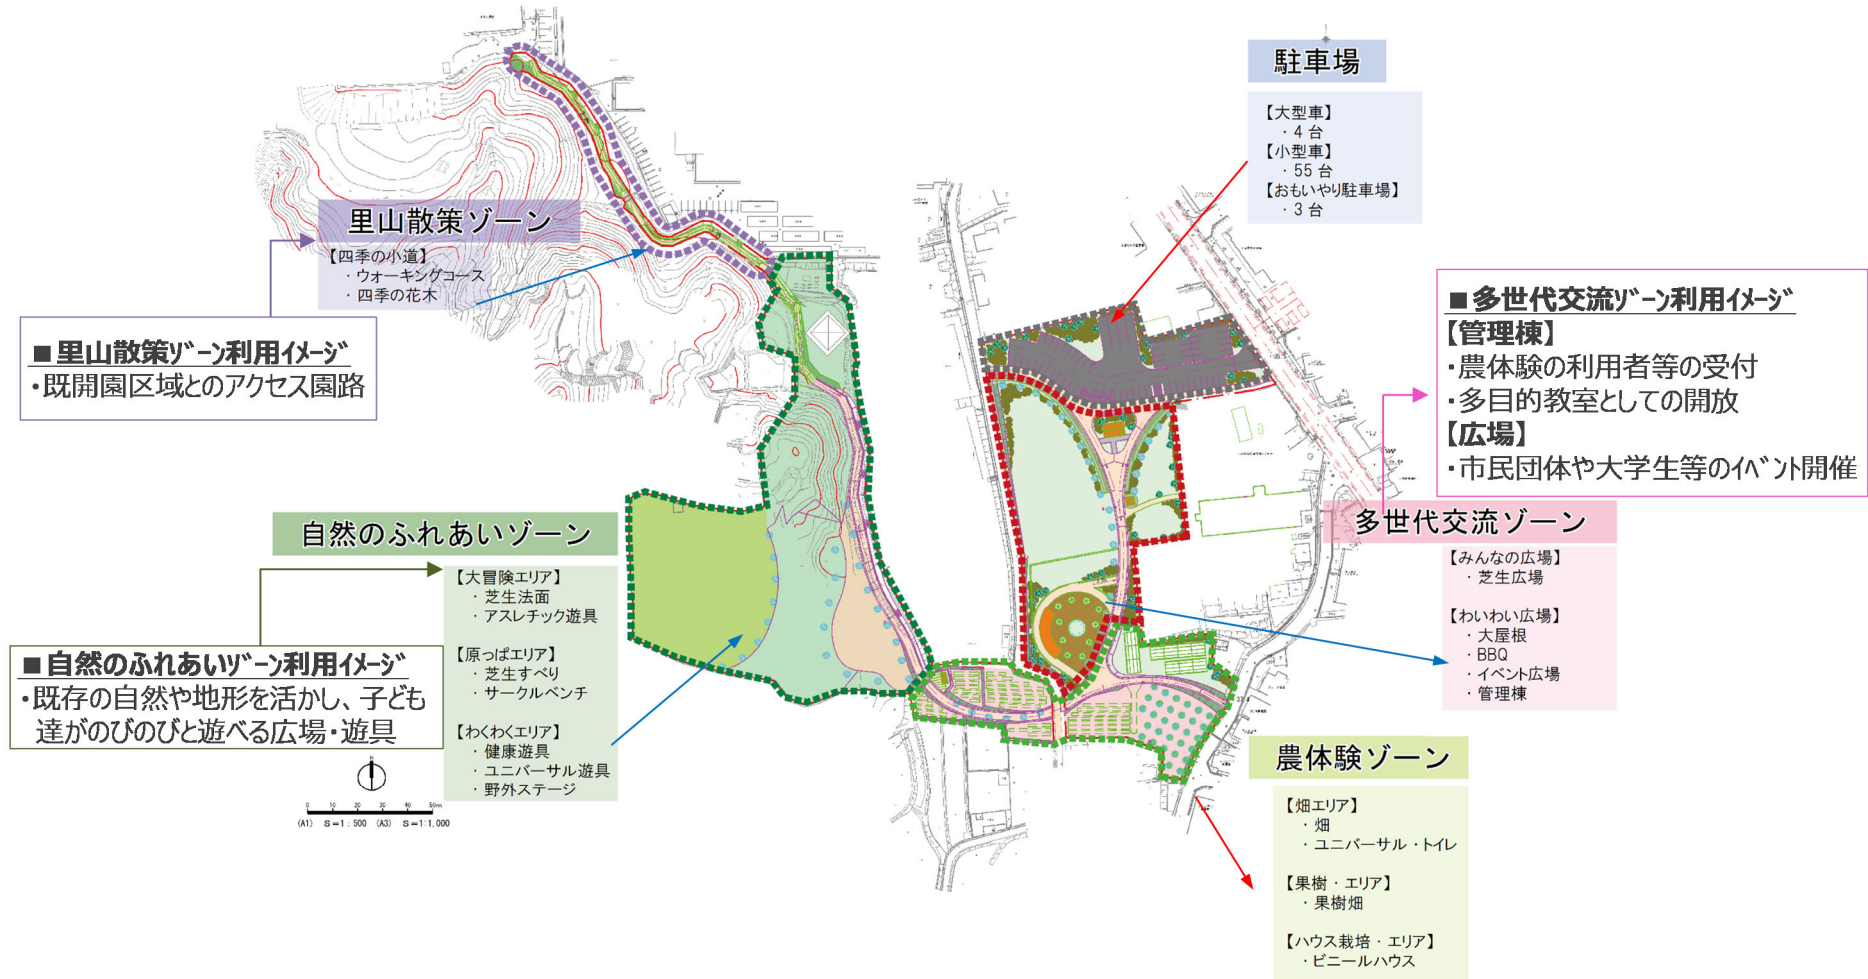 駐車場
【大型車】
・4 台
【小型車】
・55 台
【おもいやり駐車場】
・3 台
里山散策ゾーン
【四季の小道】
・ウォーキングコース
・四季の花木
■里山散策ｿﾞｰﾝ利用ｲﾒｰｼﾞ
・既開園区域とのアクセス園路
■多世代交流ｿﾞｰﾝ利用ｲﾒｰｼﾞ
【管理棟】
・農体験の利用者等の受付
・多目的教室としての開放
【広場】
・市民団体や大学生等のｲﾍﾞﾝﾄ開催
多世代交流ゾーン
【みんなの広場】
・芝生広場
【わいわい広場】
・大屋根
・BBQ
・イベント広場
・管理棟
自然のふれあいゾーン
【大冒険エリア】
・芝生法面
・アスレチック遊具
【原っぱエリア】
・芝生すべり
・サークルベンチ
【わくわくエリア】
・健康遊具
・ユニバーサル遊具
・野外ステージ
■自然のふれあいｿﾞｰﾝ利用ｲﾒｰｼﾞ
・既存の自然や地形を活かし、子ども
達がのびのびと遊べる広場・遊具
0 10 20 30 40 50m
(A1) S=1:500 (A3) S=1:1,000
農体験ゾーン
【畑エリア】
・畑
・ユニバーサル・トイレ
【果樹・エリア】
・果樹畑
【ハウス栽培・エリア】
・ビニールハウス